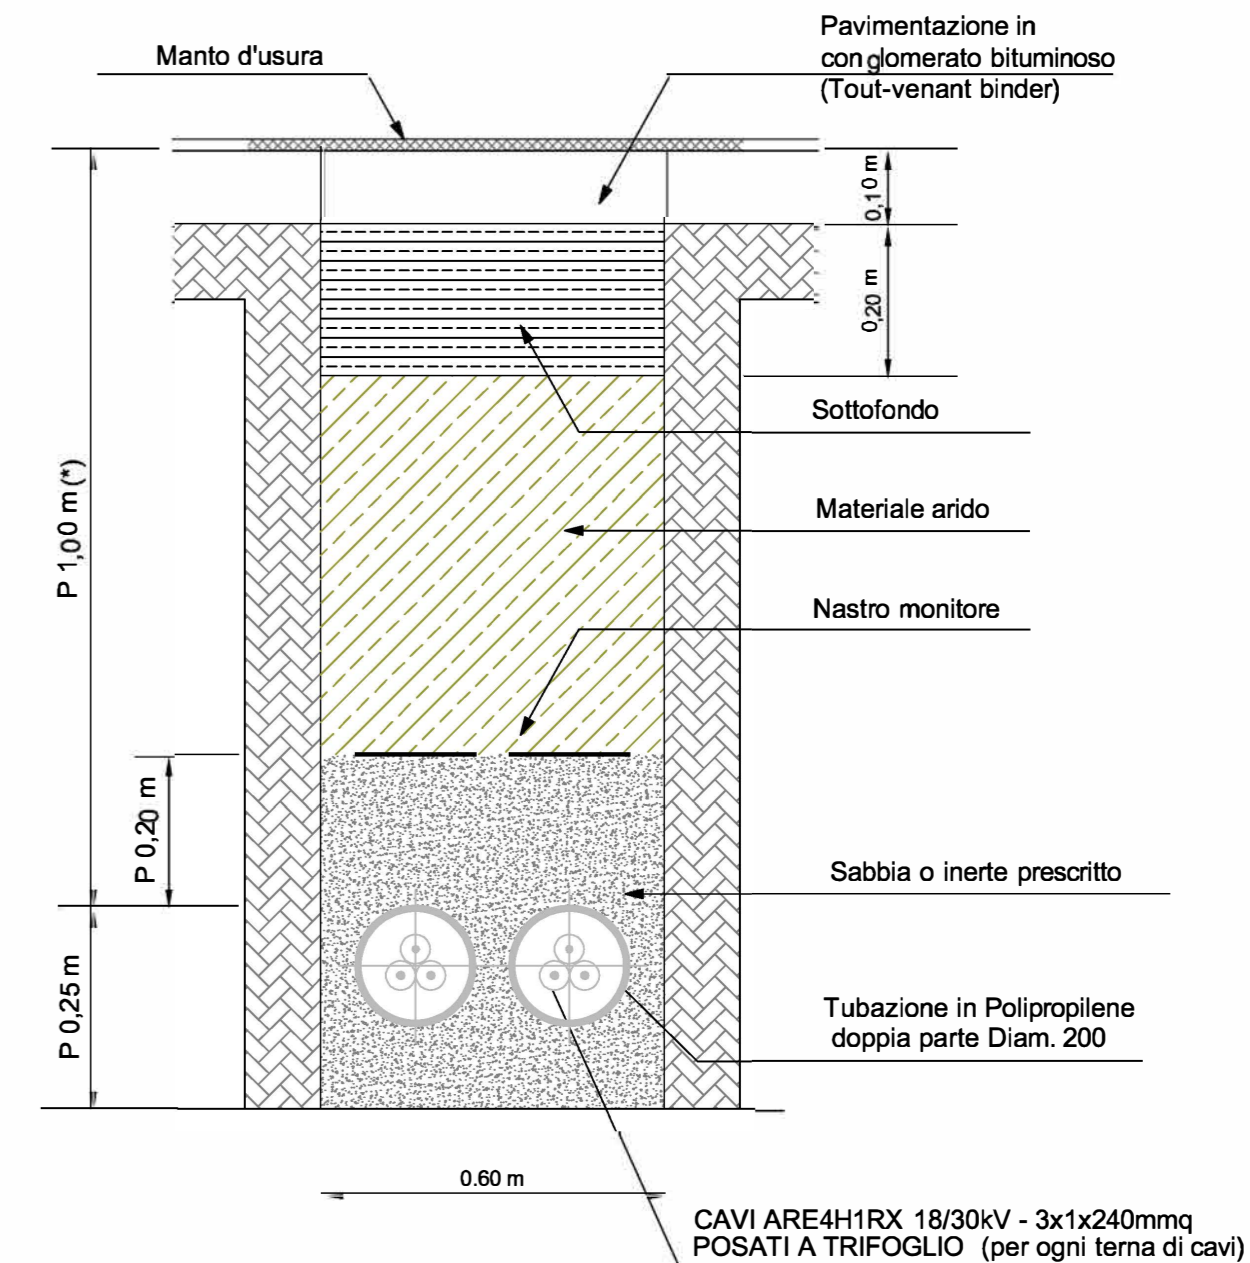 Pavimentazione in
conglomerato bituminoso
(Tout-venant binder)
Manto d'usura
0,10 m
0,20 m
Sottofondo
P 1,00 m (*)
Materiale arido
Nastro monitore
P 0,20 m
Sabbia o inerte prescritto
P 0,25 m
Tubazione in Polipropilene
doppia parte Diam. 200
0.60 m
CAVI ARE4H1RX 18/30kV - 3x1x240mmq
POSATI A TRIFOGLIO (per ogni terna di cavi)